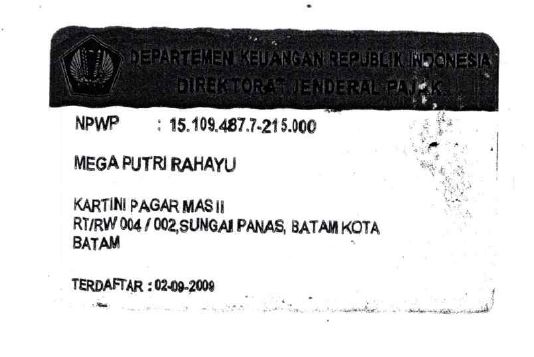 DEPARTEMEN KEUANGAN REPUBLIK INDONESIA
DIREKTORAT JENDERAL PAJAK
NPWP : 15.109.487.7-215.000
MEGA PUTRI RAHAYU
KARTINI PAGAR MAS II
RT/RW 004 / 002,SUNGAI PANAS, BATAM KOTA
BATAM
TERDAFTAR : 02-09-2009